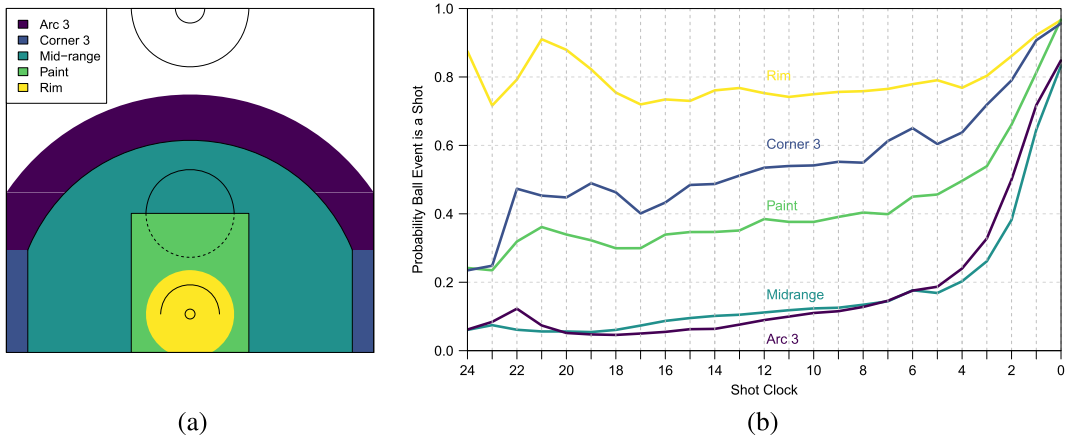 Arc 3
Corner 3
Mid−range
Paint
Rim
(a)
Probability Ball Event is a Shot
1.0
0.8
0.6
0.4
0.2
0.0
Rim
Corner 3
Paint
Midrange
Arc 3
24 22 20 18 16 14 12 10 8 6 4 2 0
Shot Clock
(b)